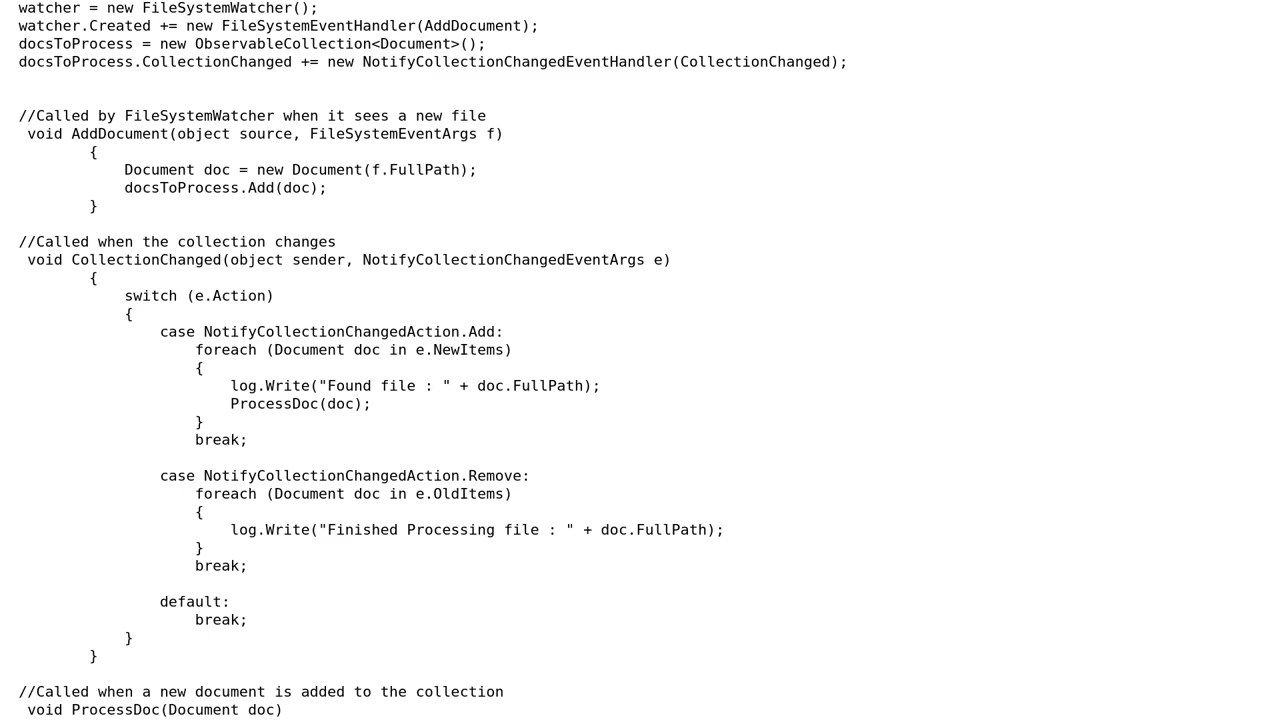 watcher = new FileSystemWatcher();
watcher.Created += new FileSystemEventHandler(AddDocument);
docsToProcess = new ObservableCollection<Document>();
docsToProcess.CollectionChanged += new NotifyCollectionChangedEventHandler(CollectionChanged);
//Called by FileSystemWatcher when it sees a new file
void AddDocument(object source, FileSystemEventArgs f)
{
Document doc = new Document(f.FullPath);
docsToProcess.Add(doc);
}
//Called when the collection changes
void CollectionChanged(object sender, NotifyCollectionChangedEventArgs e)
{
switch (e.Action)
{
case NotifyCollectionChangedAction.Add:
foreach (Document doc in e.NewItems)
{
log.Write("Found file : " + doc.FullPath);
ProcessDoc(doc);
}
break;
case NotifyCollectionChangedAction.Remove:
foreach (Document doc in e.OldItems)
{
log.Write("Finished Processing file : " + doc.FullPath);
}
break;
default:
break;
}
}
//Called when a new document is added to the collection
void ProcessDoc(Document doc)